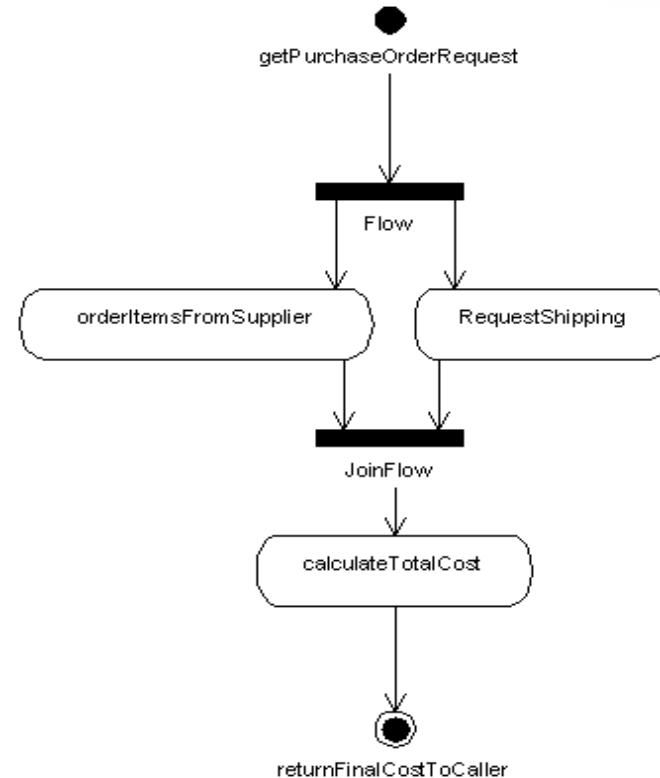 getPurchaseOrderRequest
Flow
orderItemsFromSupplier
RequestShipping
JoinFlow
calculateTotalCost
returnFinalCostToCaller